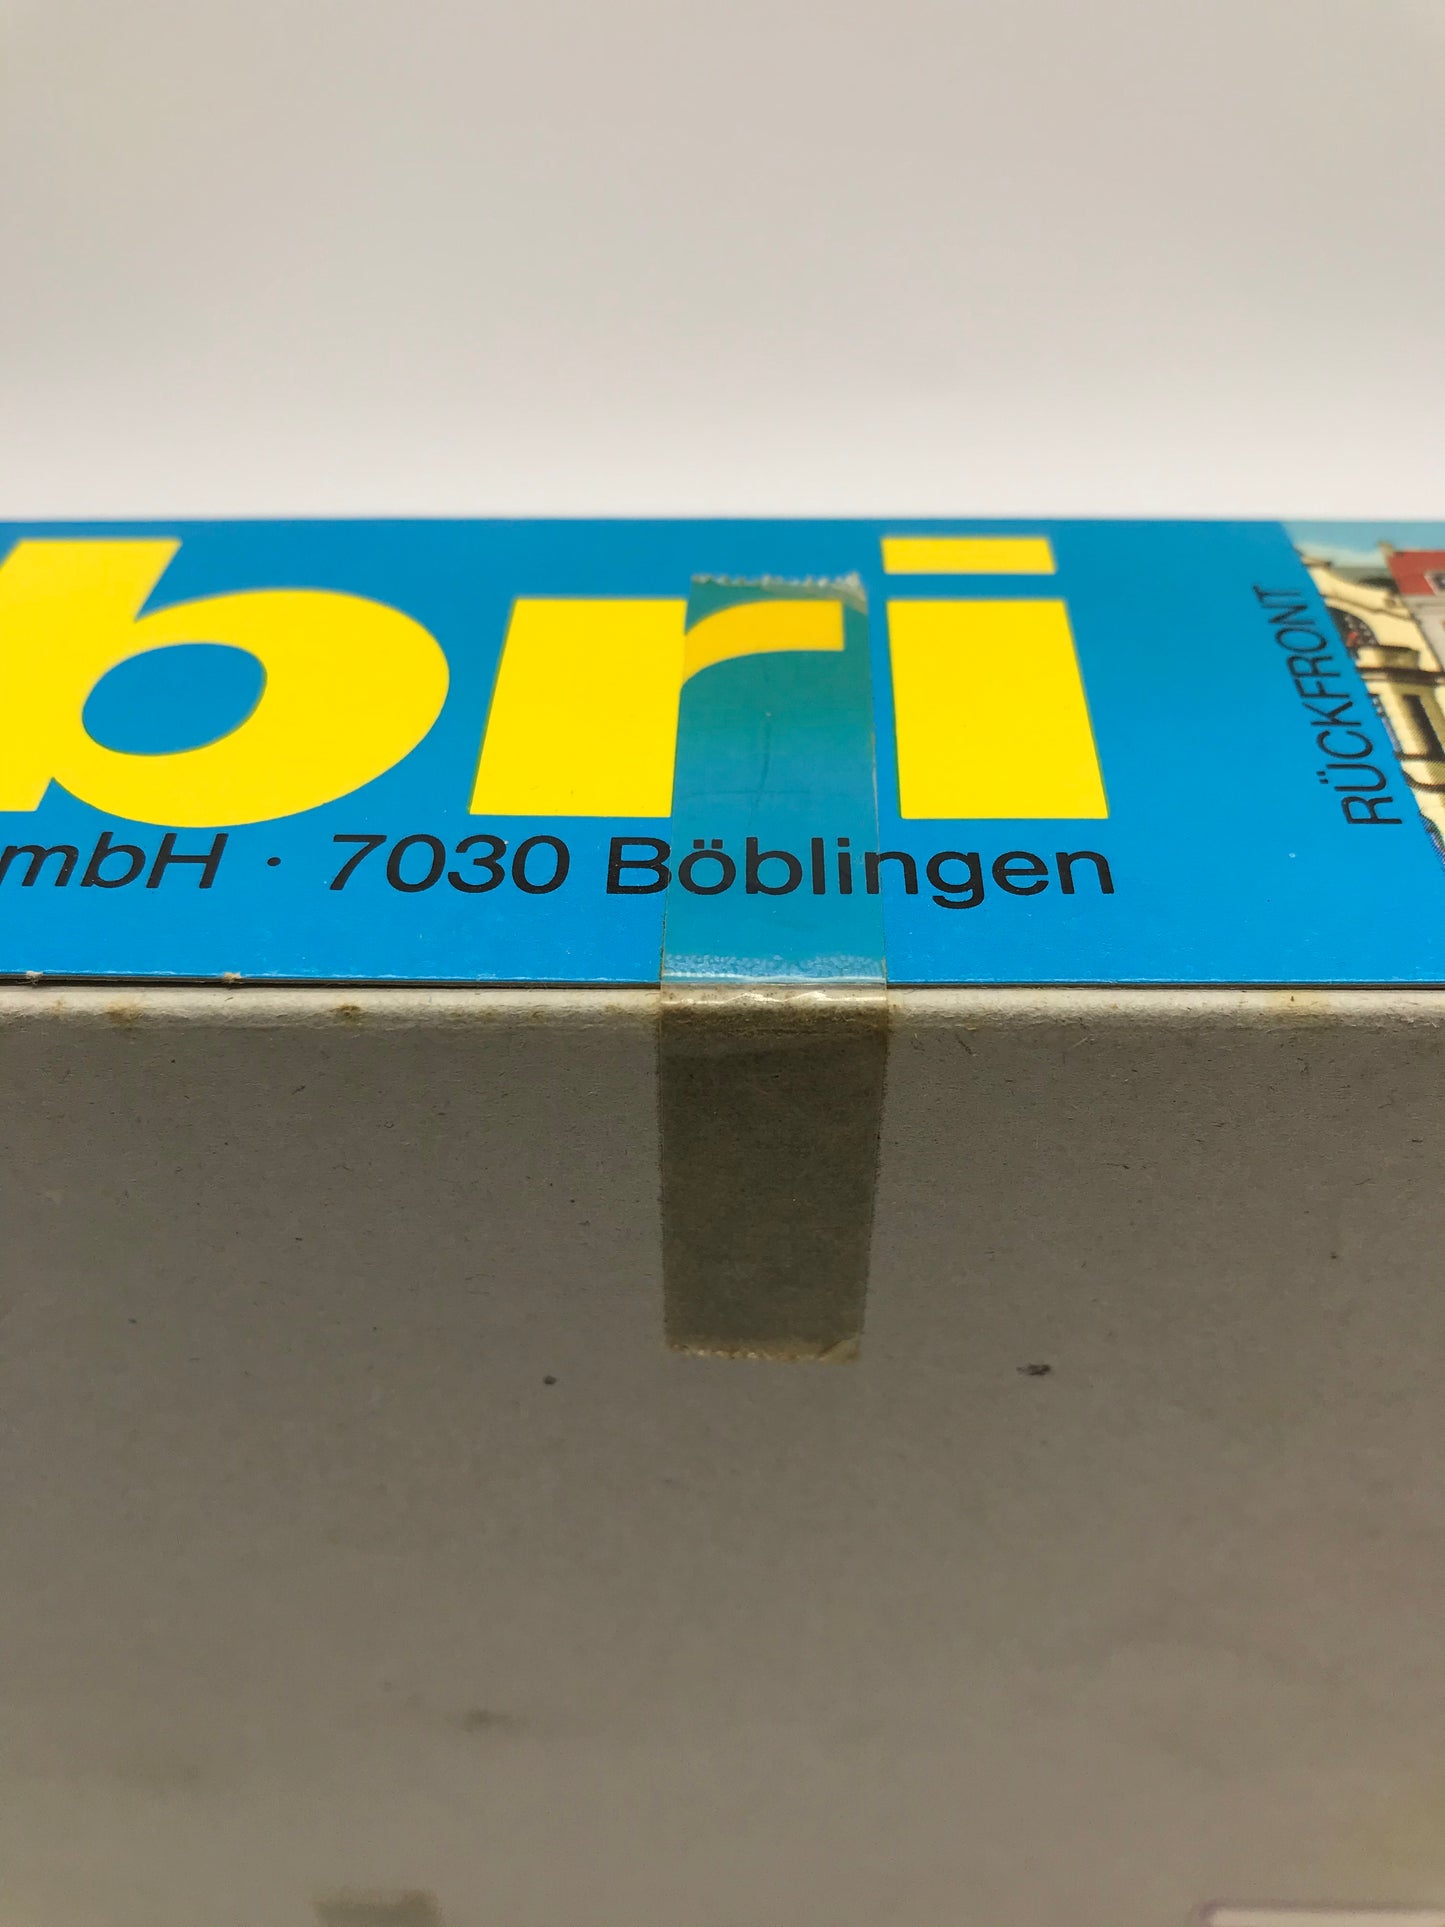 bri
mbH · 7030 Böblingen
RÜCKFRONT